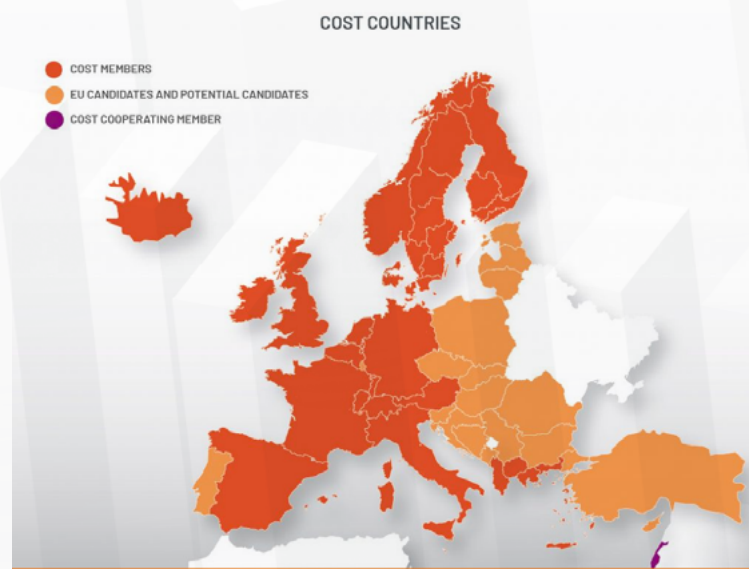 COST COUNTRIES
COST MEMBERS
EU CANDIDATES AND POTENTIAL CANDIDATES
COST COOPERATING MEMBER